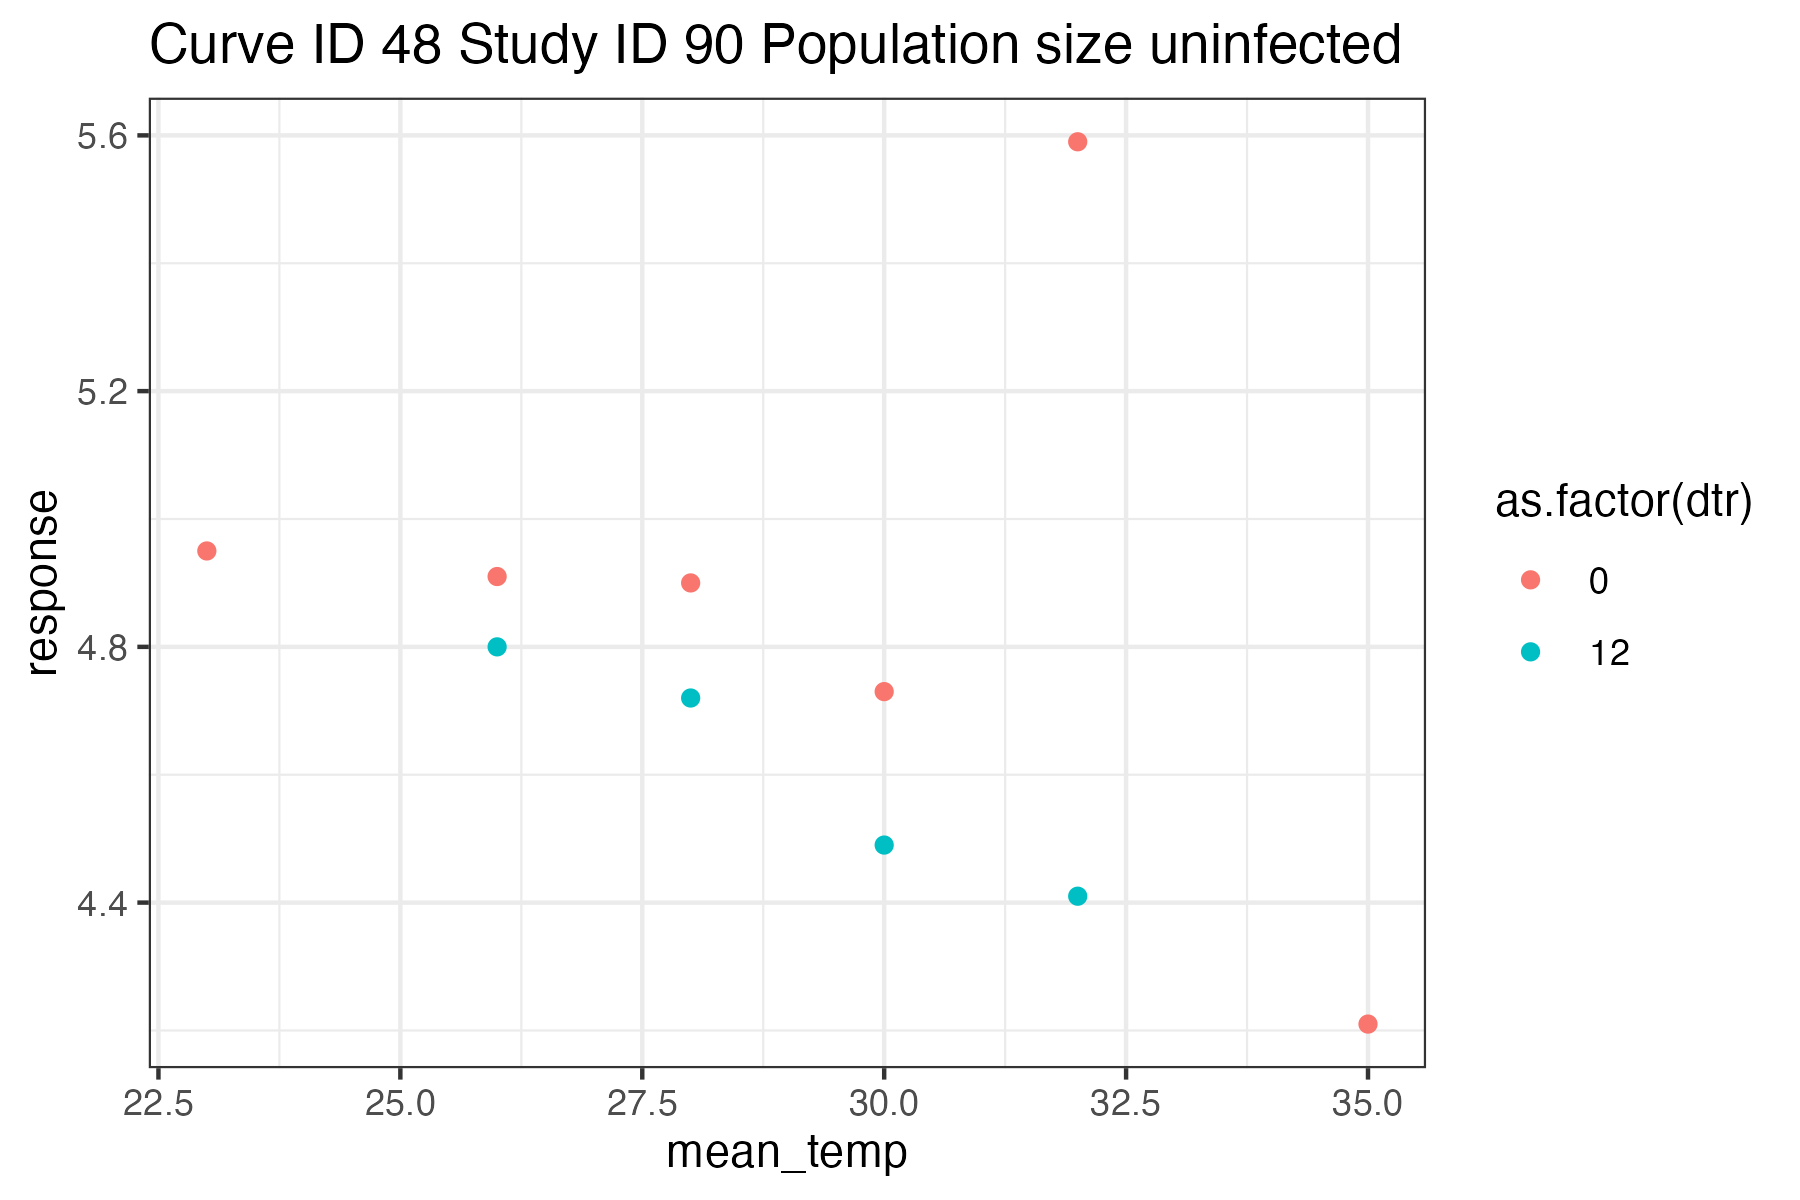 Curve ID 48 Study ID 90 Population size uninfected
5.6
5.2
4.8
4.4
response
22.5 25.0 27.5 30.0 32.5 35.0
mean_temp
as.factor(dtr)
0
12